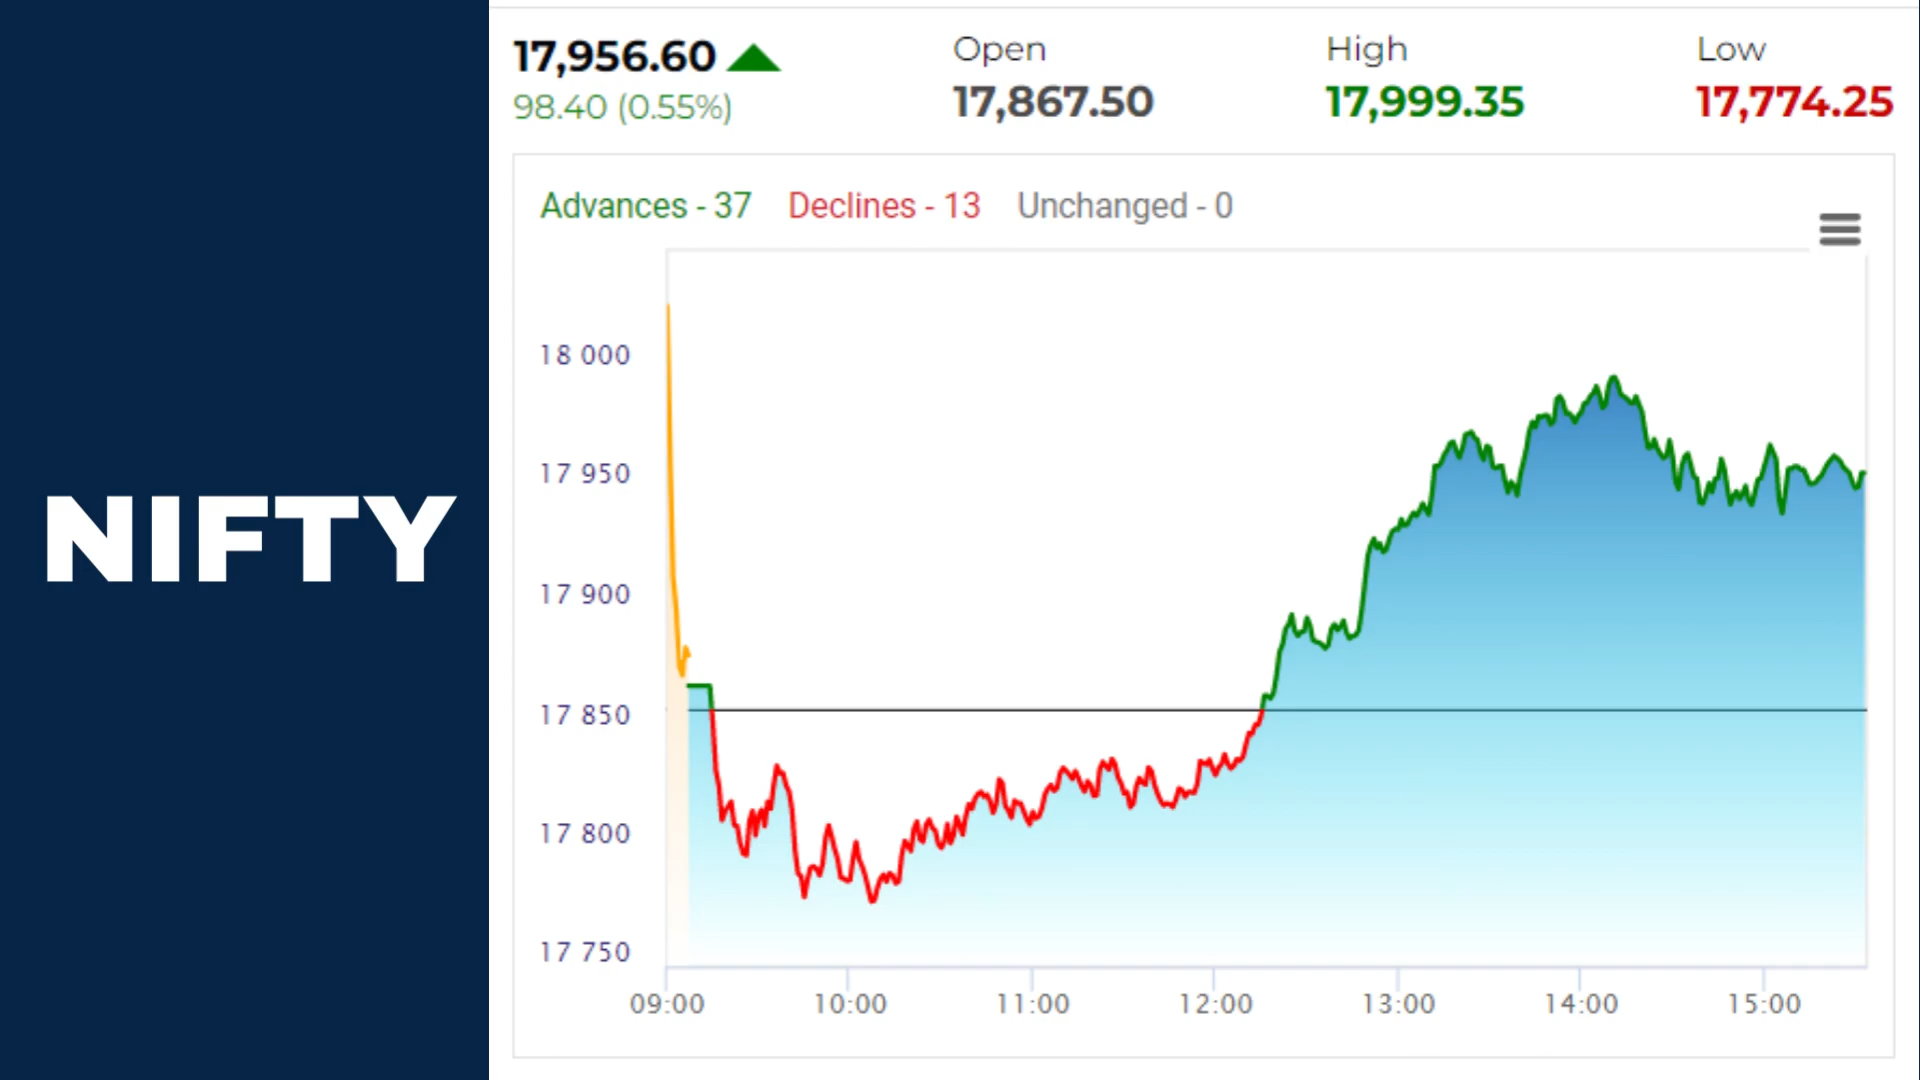 NIFTY
17,956.60
98.40 (0.55%)
Open
17,867.50
High
17,999.35
Low
17,774.25
Advances - 37 Declines - 13 Unchanged - 0
18 000
17 950
17 900
17 850
17 800
17 750
09:00 10:00 11:00 12:00 13:00 14:00 15:00